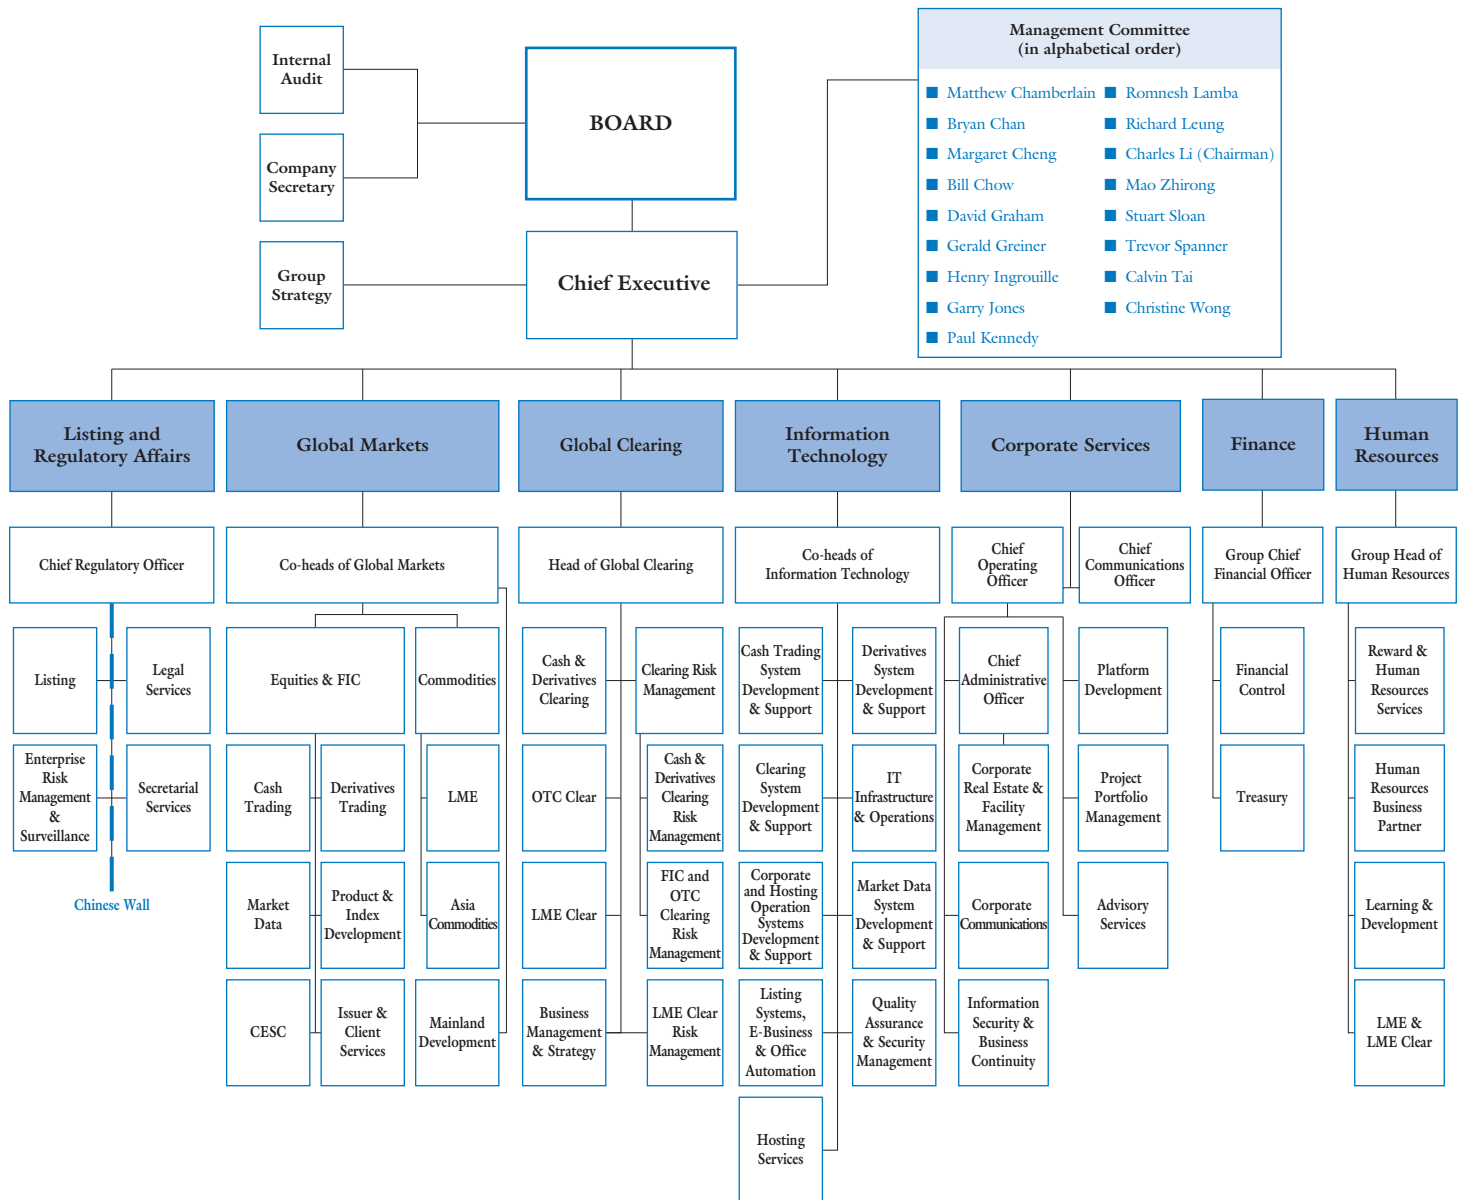 Internal
Audit
Company
Secretary
Group
Strategy
BOARD
Chief Executive
Management Committee
(in alphabetical order)
■ Matthew Chamberlain
■ Bryan Chan
■ Margaret Cheng
■ Bill Chow
■ David Graham
■ Gerald Greiner
■ Henry Ingrouille
■ Garry Jones
■ Paul Kennedy
■ Romnesh Lamba
■ Richard Leung
■ Charles Li (Chairman)
■ Mao Zhirong
■ Stuart Sloan
■ Trevor Spanner
■ Calvin Tai
■ Christine Wong
Listing and
Regulatory Affairs
Chief Regulatory Officer
Listing
Legal
Services
Enterprise
Risk
Management
&
Surveillance
Secretarial
Services
Chinese Wall
Global Markets
Co-heads of Global Markets
Equities & FIC
Commodities
Cash
Trading
Derivatives
Trading
LME
Market
Data
Product &
Index
Development
Asia
Commodities
CESC
Issuer &
Client
Services
Mainland
Development
Global Clearing
Head of Global Clearing
Cash &
Derivatives
Clearing
Clearing Risk
Management
OTC Clear
Cash &
Derivatives
Clearing
Risk
Management
LME Clear
FIC and
OTC
Clearing
Risk
Management
Business
Management
& Strategy
LME Clear
Risk
Management
Information
Technology
Co-heads of
Information Technology
Cash Trading
System
Development
& Support
Derivatives
System
Development
& Support
Clearing
System
Development
& Support
IT
Infrastructure
& Operations
Corporate
and Hosting
Operation
Systems
Development
& Support
Market Data
System
Development
& Support
Listing
Systems,
E-Business
& Office
Automation
Quality
Assurance
& Security
Management
Hosting
Services
Corporate Services
Chief
Operating
Officer
Chief
Communications
Officer
Chief
Administrative
Officer
Platform
Development
Corporate
Real Estate &
Facility
Management
Project
Portfolio
Management
Corporate
Communications
Advisory
Services
Information
Security &
Business
Continuity
Finance
Group Chief
Financial Officer
Financial
Control
Treasury
Human
Resources
Group Head of
Human Resources
Reward &
Human
Resources
Services
Human
Resources
Business
Partner
Learning &
Development
LME &
LME Clear